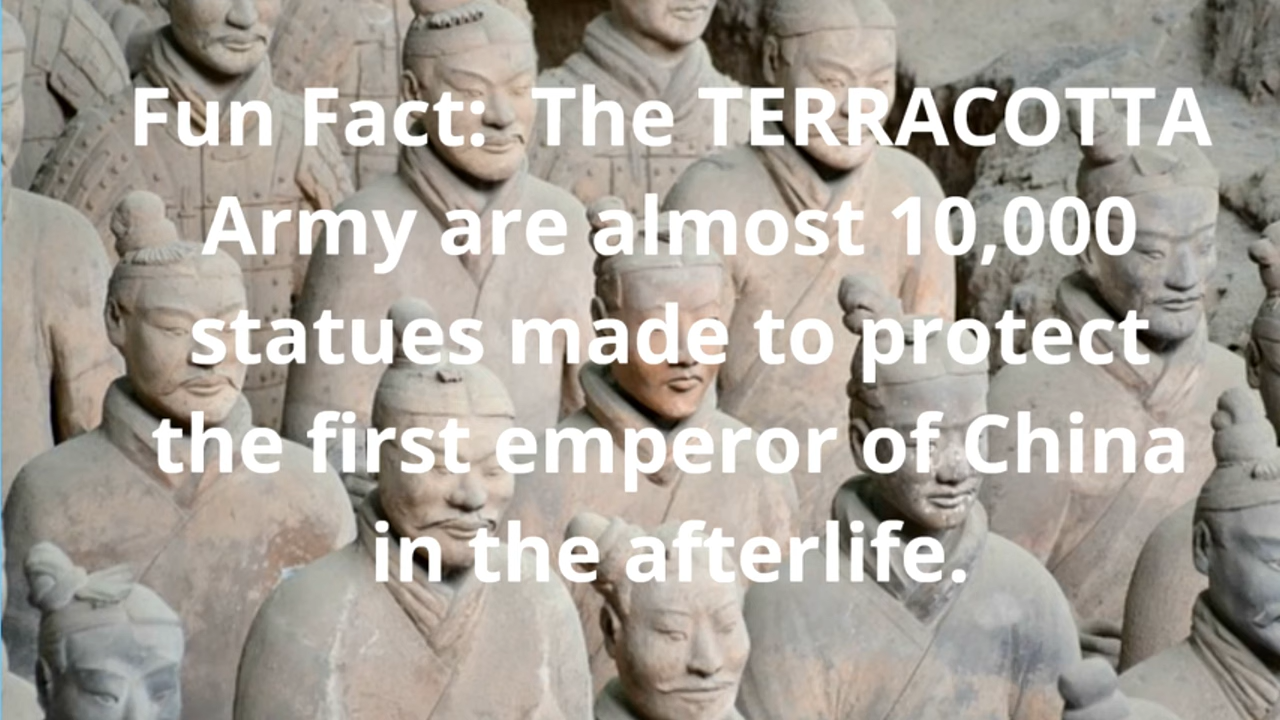 Fun Fact:  The TERRACOTTA
Army are almost 10,000
statues made to protect
the first emperor of China
in the afterlife.